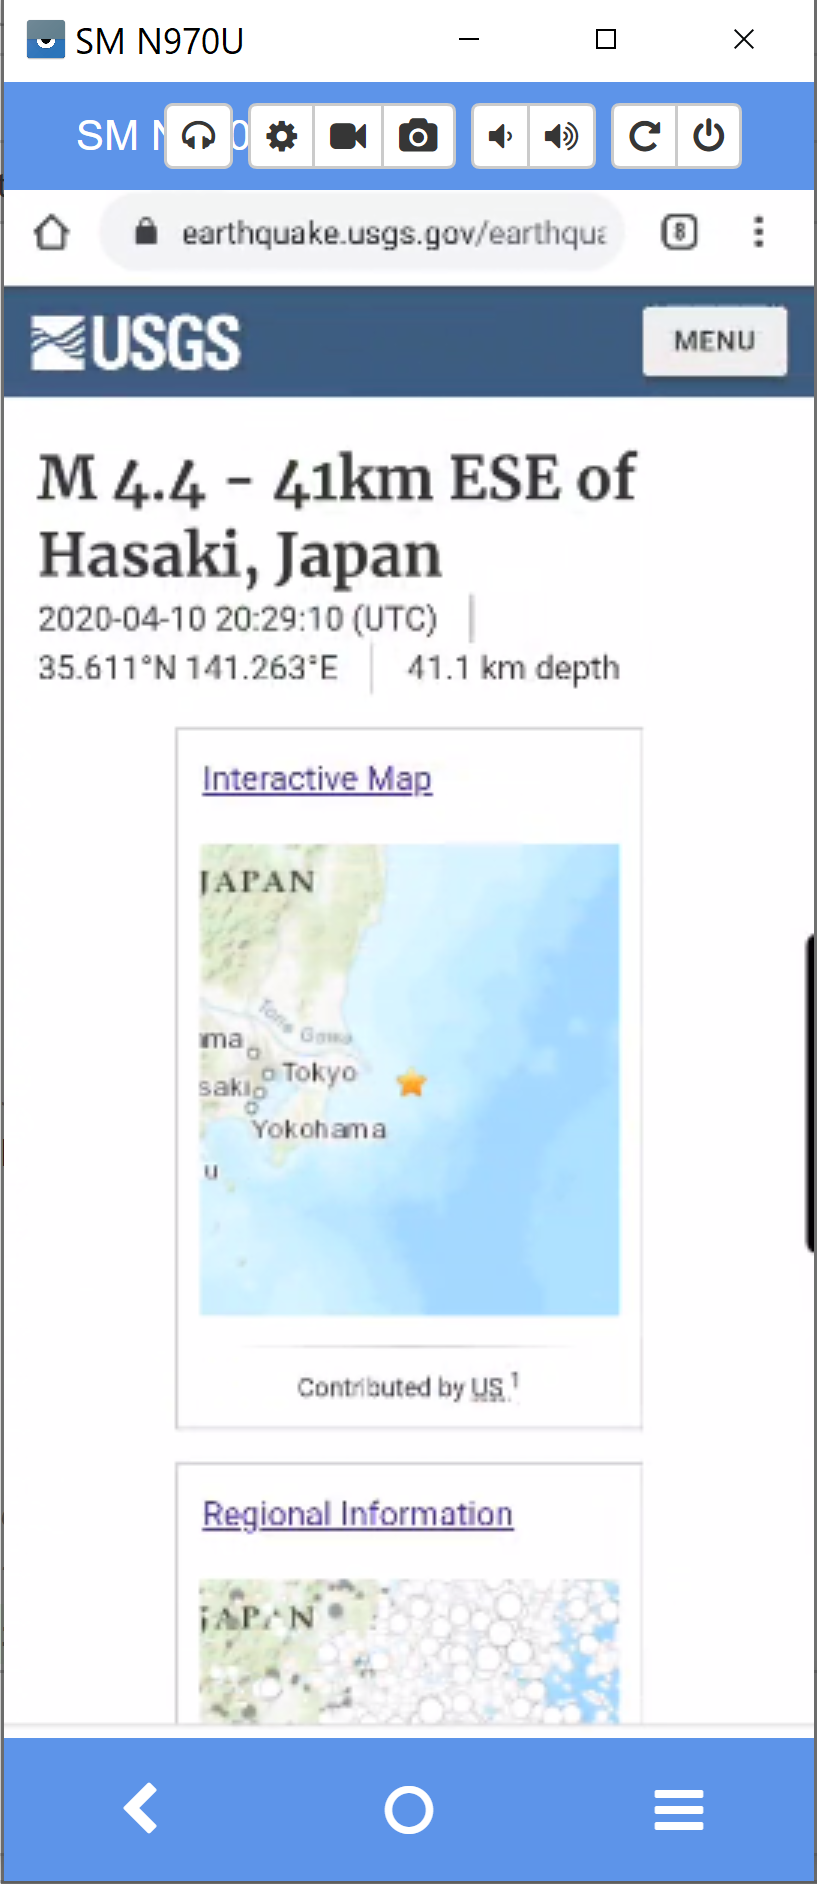 SM N970U
SM N 0
earthquake.usgs.gov/earthqua
8
USGS
MENU
M 4.4 - 41km ESE of
Hasaki, Japan
2020-04-10 20:29:10 (UTC)
35.611°N 141.263°E
41.1 km depth
Interactive Map
JAPAN
Tone Gawa
ma
Tokyo
saki
Yokohama
u
Contributed by US 1
Regional Information
JAPAN